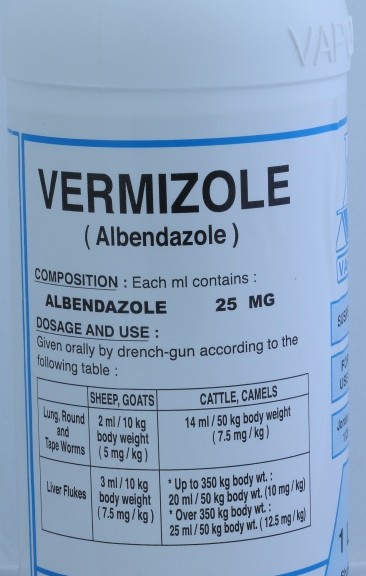 VERMIZOLE
( Albendazole )
COMPOSITION : Each ml contains :
ALBENDAZOLE 25 MG
DOSAGE AND USE :
Given orally by drench-gun according to the
following table :
SHEEP, GOATS CATTLE, CAMELS
Lung, Round
and
Tape Worms
2 ml / 10 kg
body weight
( 5 mg / kg )
14 ml / 50 kg body weight
( 7.5 mg / kg )
Liver Flukes
3 ml / 10 kg
body weight
( 7.5 mg / kg )
* Up to 350 kg body wt. :
20 ml / 50 kg body wt. (10 mg / kg)
* Over 350 kg body wt. :
25 ml / 50 kg body wt. ( 12.5 mg / kg )